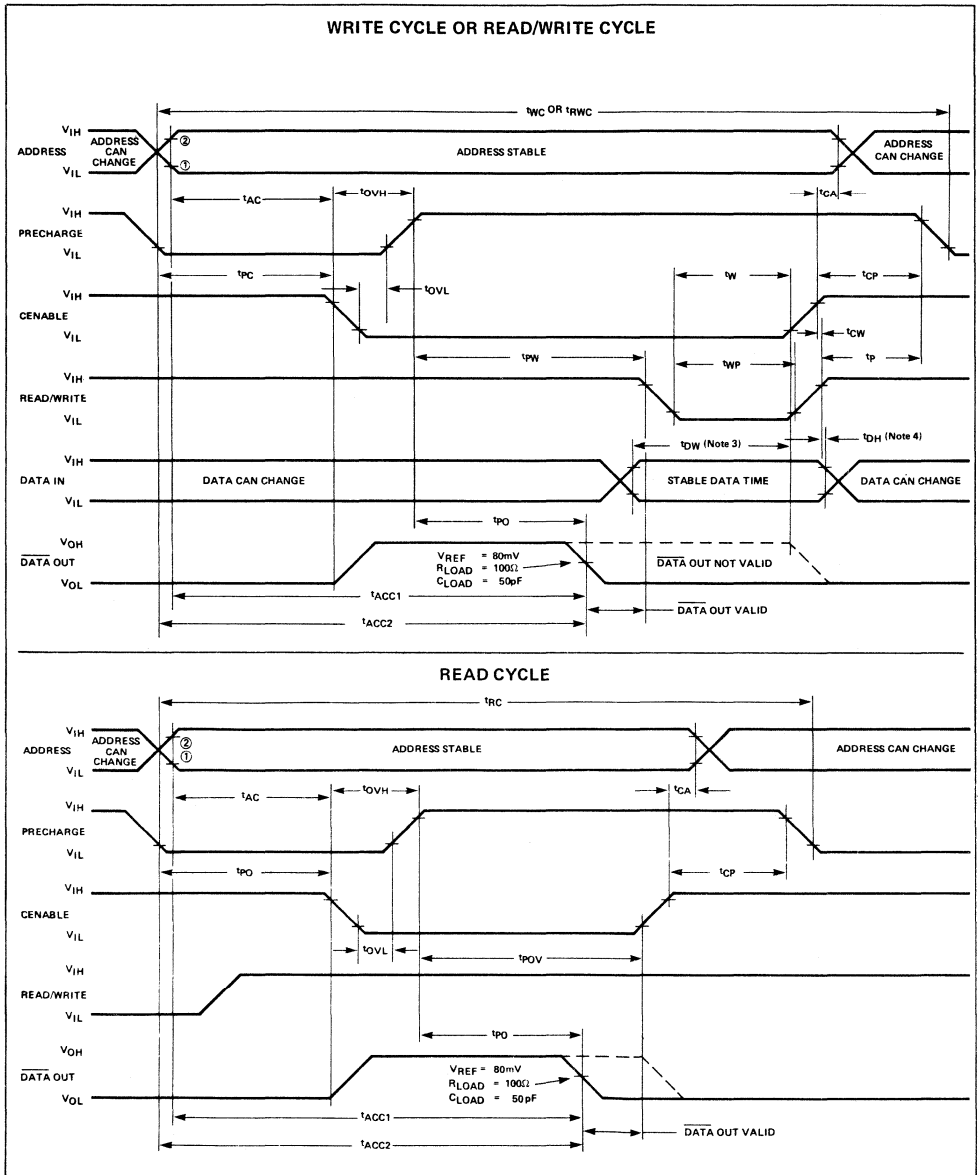 WRITE CYCLE OR READ/WRITE CYCLE
tWC OR tRWC
VIH
ADDRESS
VIL
ADDRESS
CAN
CHANGE
②
①
ADDRESS STABLE
ADDRESS
CAN CHANGE
tAC
tOVH
tCA
VIH
PRECHARGE
VIL
tPC
tOVL
tW
tCP
VIH
CENABLE
VIL
tCW
tPW
tWP
tP
VIH
READ/WRITE
VIL
tDW (Note 3)
tDH (Note 4)
VIH
DATA IN
VIL
DATA CAN CHANGE
STABLE DATA TIME
DATA CAN CHANGE
tPO
VOH
DATA OUT
VOL
VREF = 80mV
RLOAD = 100Ω
CLOAD = 50pF
DATA OUT NOT VALID
tACC1
DATA OUT VALID
tACC2
READ CYCLE
tRC
VIH
ADDRESS
VIL
ADDRESS
CAN
CHANGE
②
①
ADDRESS STABLE
ADDRESS CAN CHANGE
tAC
tOVH
tCA
VIH
PRECHARGE
VIL
tPO
tCP
VIH
CENABLE
VIL
tOVL
tPOV
VIH
READ/WRITE
VIL
tPO
VOH
DATA OUT
VOL
VREF = 80mV
RLOAD = 100Ω
CLOAD = 50pF
tACC1
DATA OUT VALID
tACC2